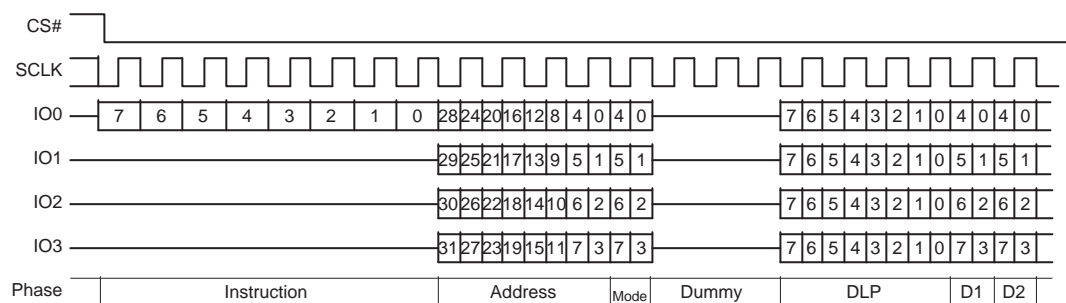 CS#
SCLK
IO0 7 6 5 4 3 2 1 0 28 24 20 16 12 8 4 0 4 0 7 6 5 4 3 2 1 0 4 0 4 0
IO1 29 25 21 17 13 9 5 1 5 1 7 6 5 4 3 2 1 0 5 1 5 1
IO2 30 26 22 18 14 10 6 2 6 2 7 6 5 4 3 2 1 0 6 2 6 2
IO3 31 27 23 19 15 11 7 3 7 3 7 6 5 4 3 2 1 0 7 3 7 3
Phase Instruction Address Mode Dummy DLP D1 D2